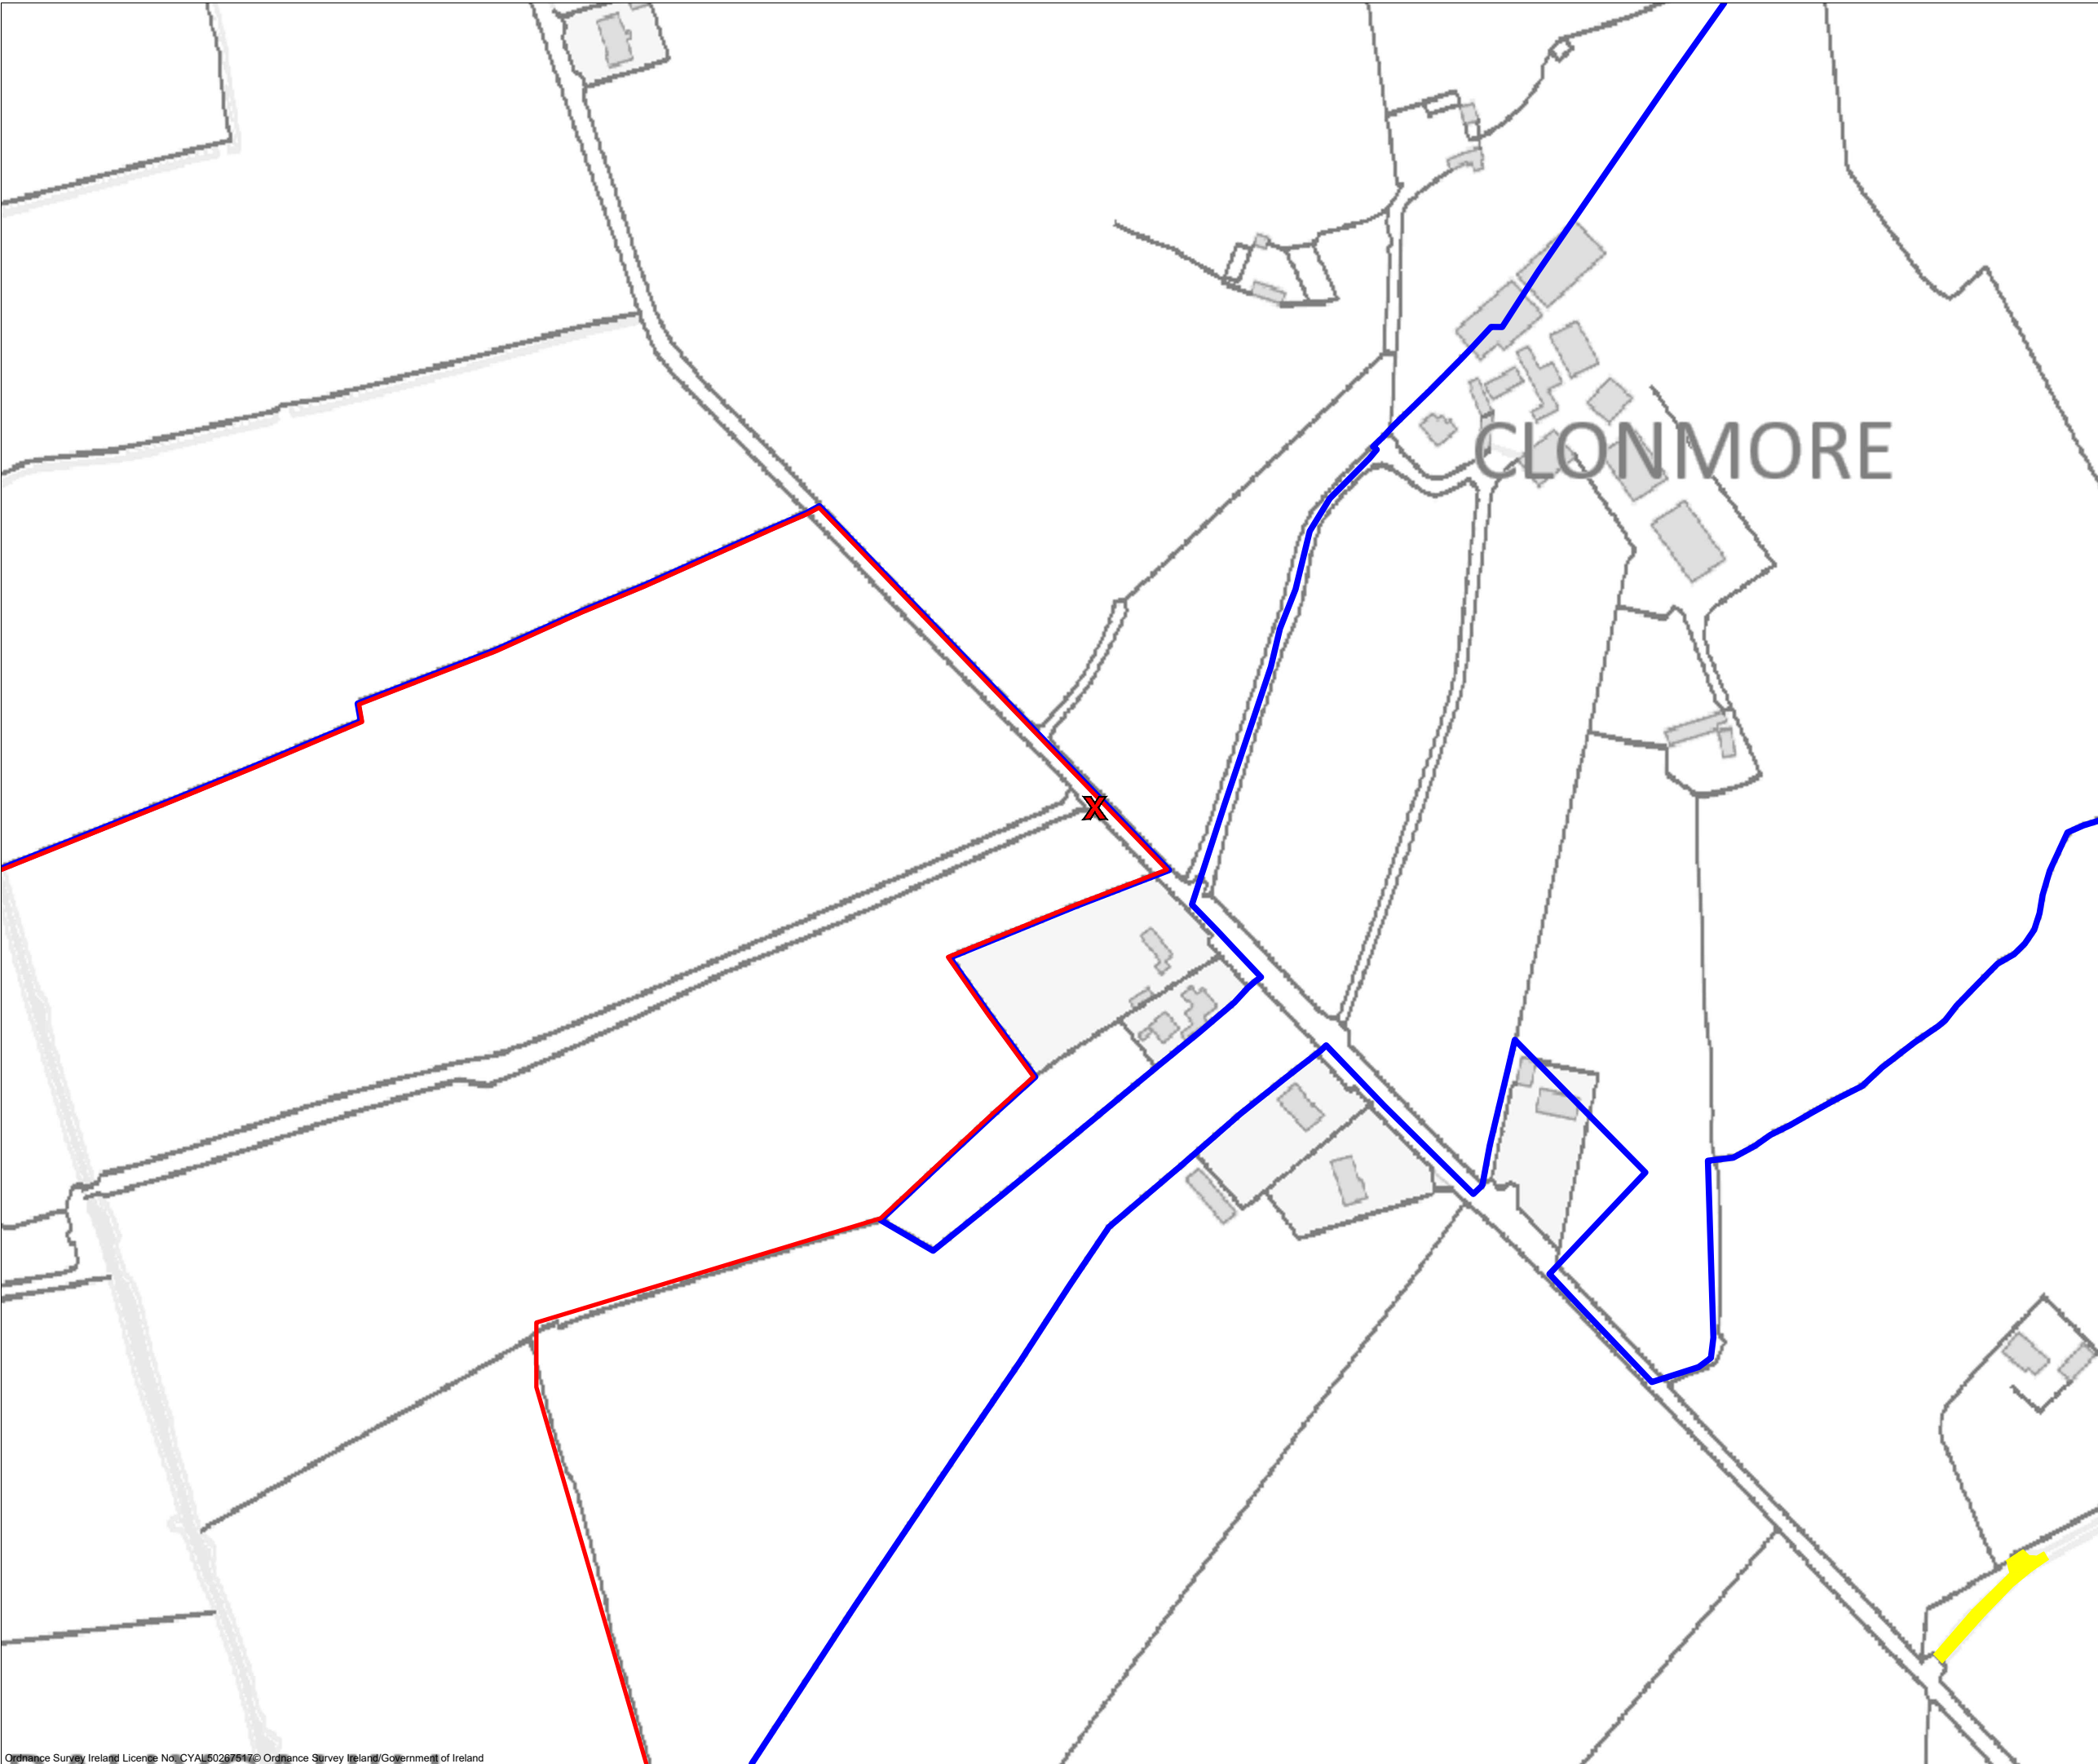 CLONMORE
X
Ordnance Survey Ireland Licence No. CYAL50267517© Ordnance Survey Ireland/Government of Ireland